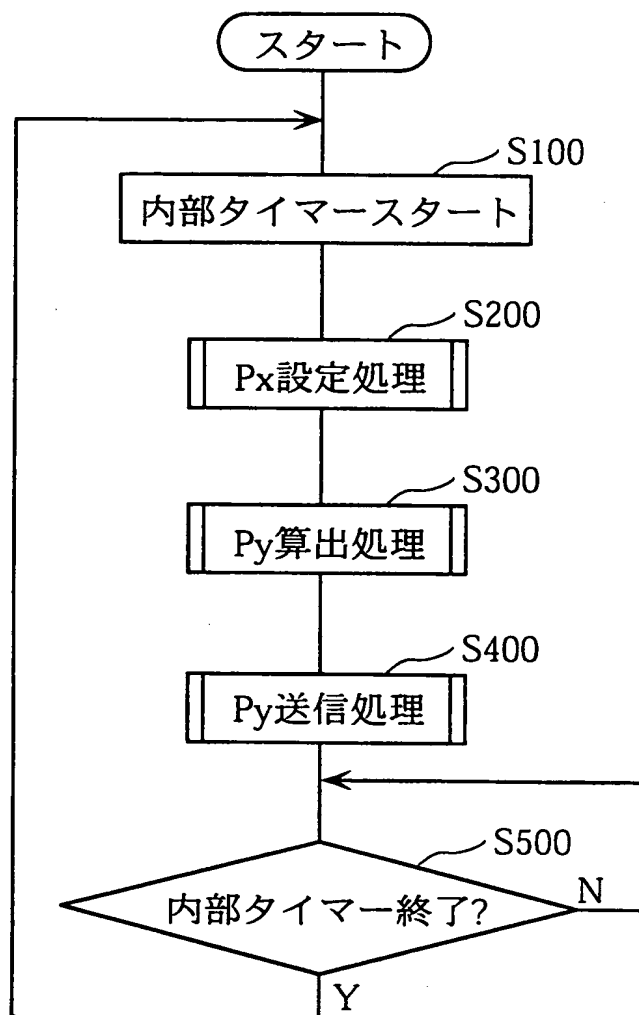 スタート
S100
内部タイマースタート
S200
Px設定処理
S300
Py算出処理
S400
Py送信処理
S500
内部タイマー終了?
N
Y